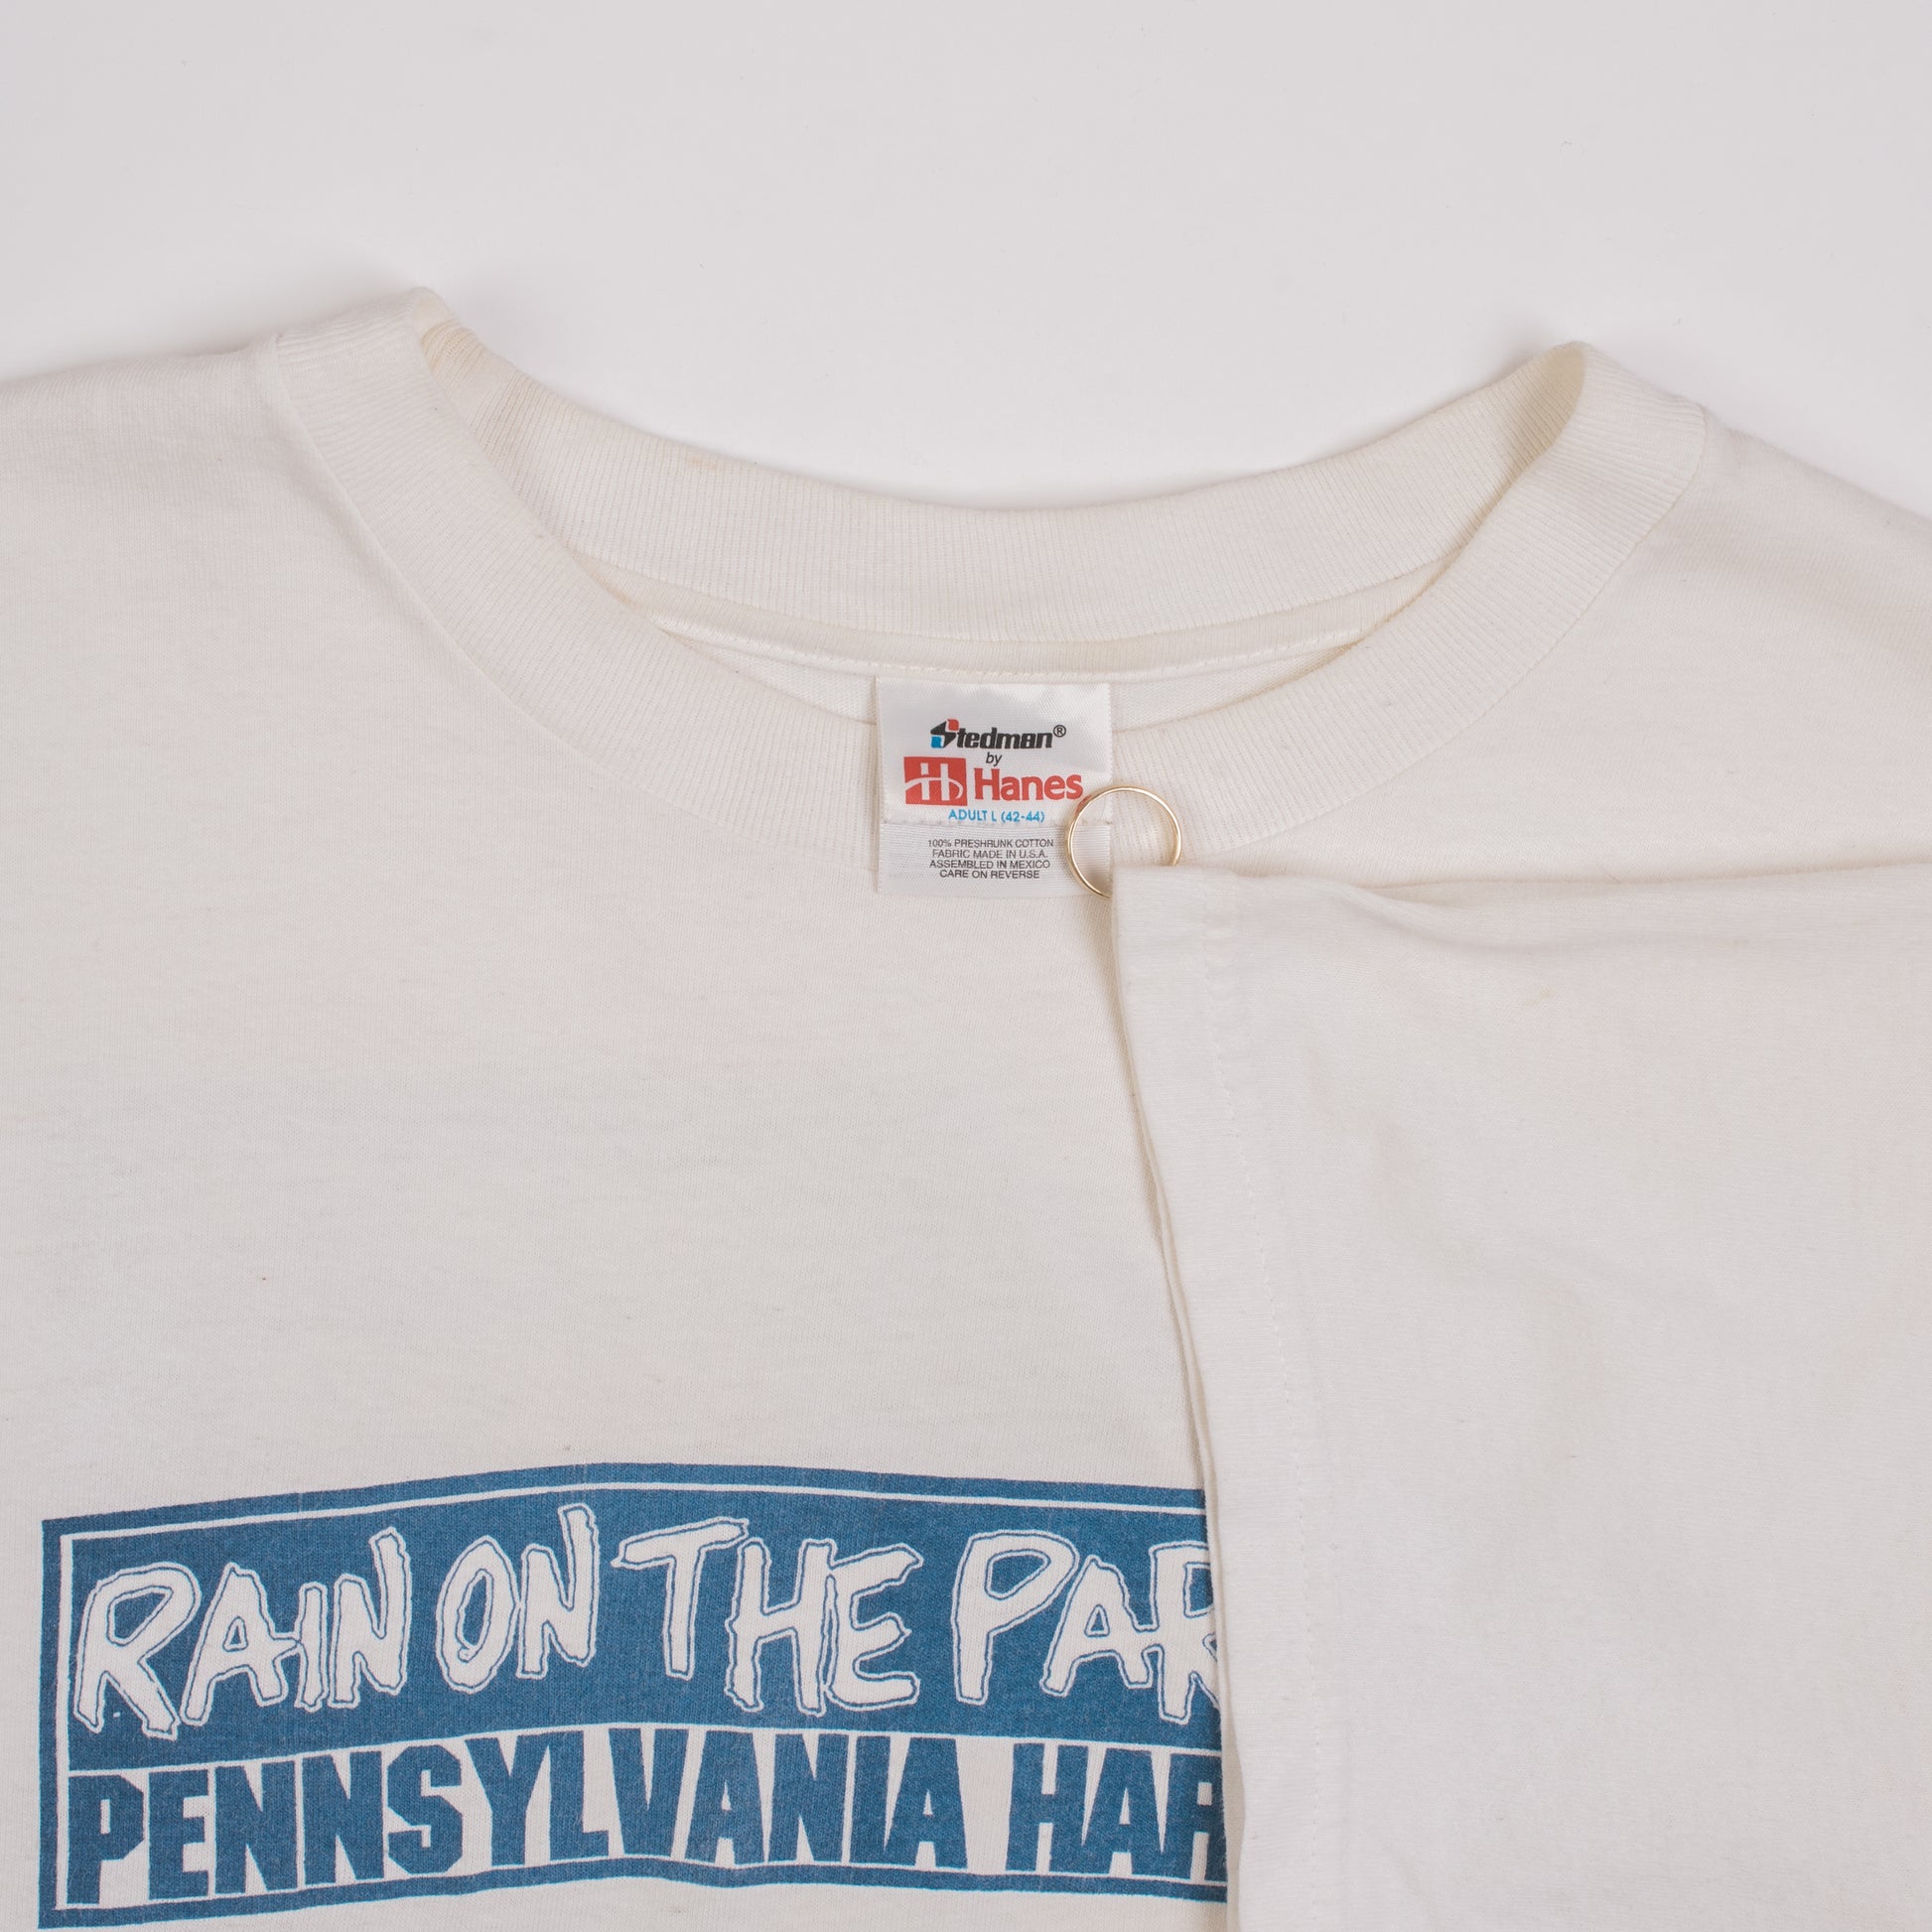 Stedman®
by
Hanes
ADULT L (42-44)
100% PRESHRUNK COTTON
FABRIC MADE IN U.S.A.
ASSEMBLED IN MEXICO
CARE ON REVERSE
RAIN ON THE PAR
PENNSYLVANIA HAR